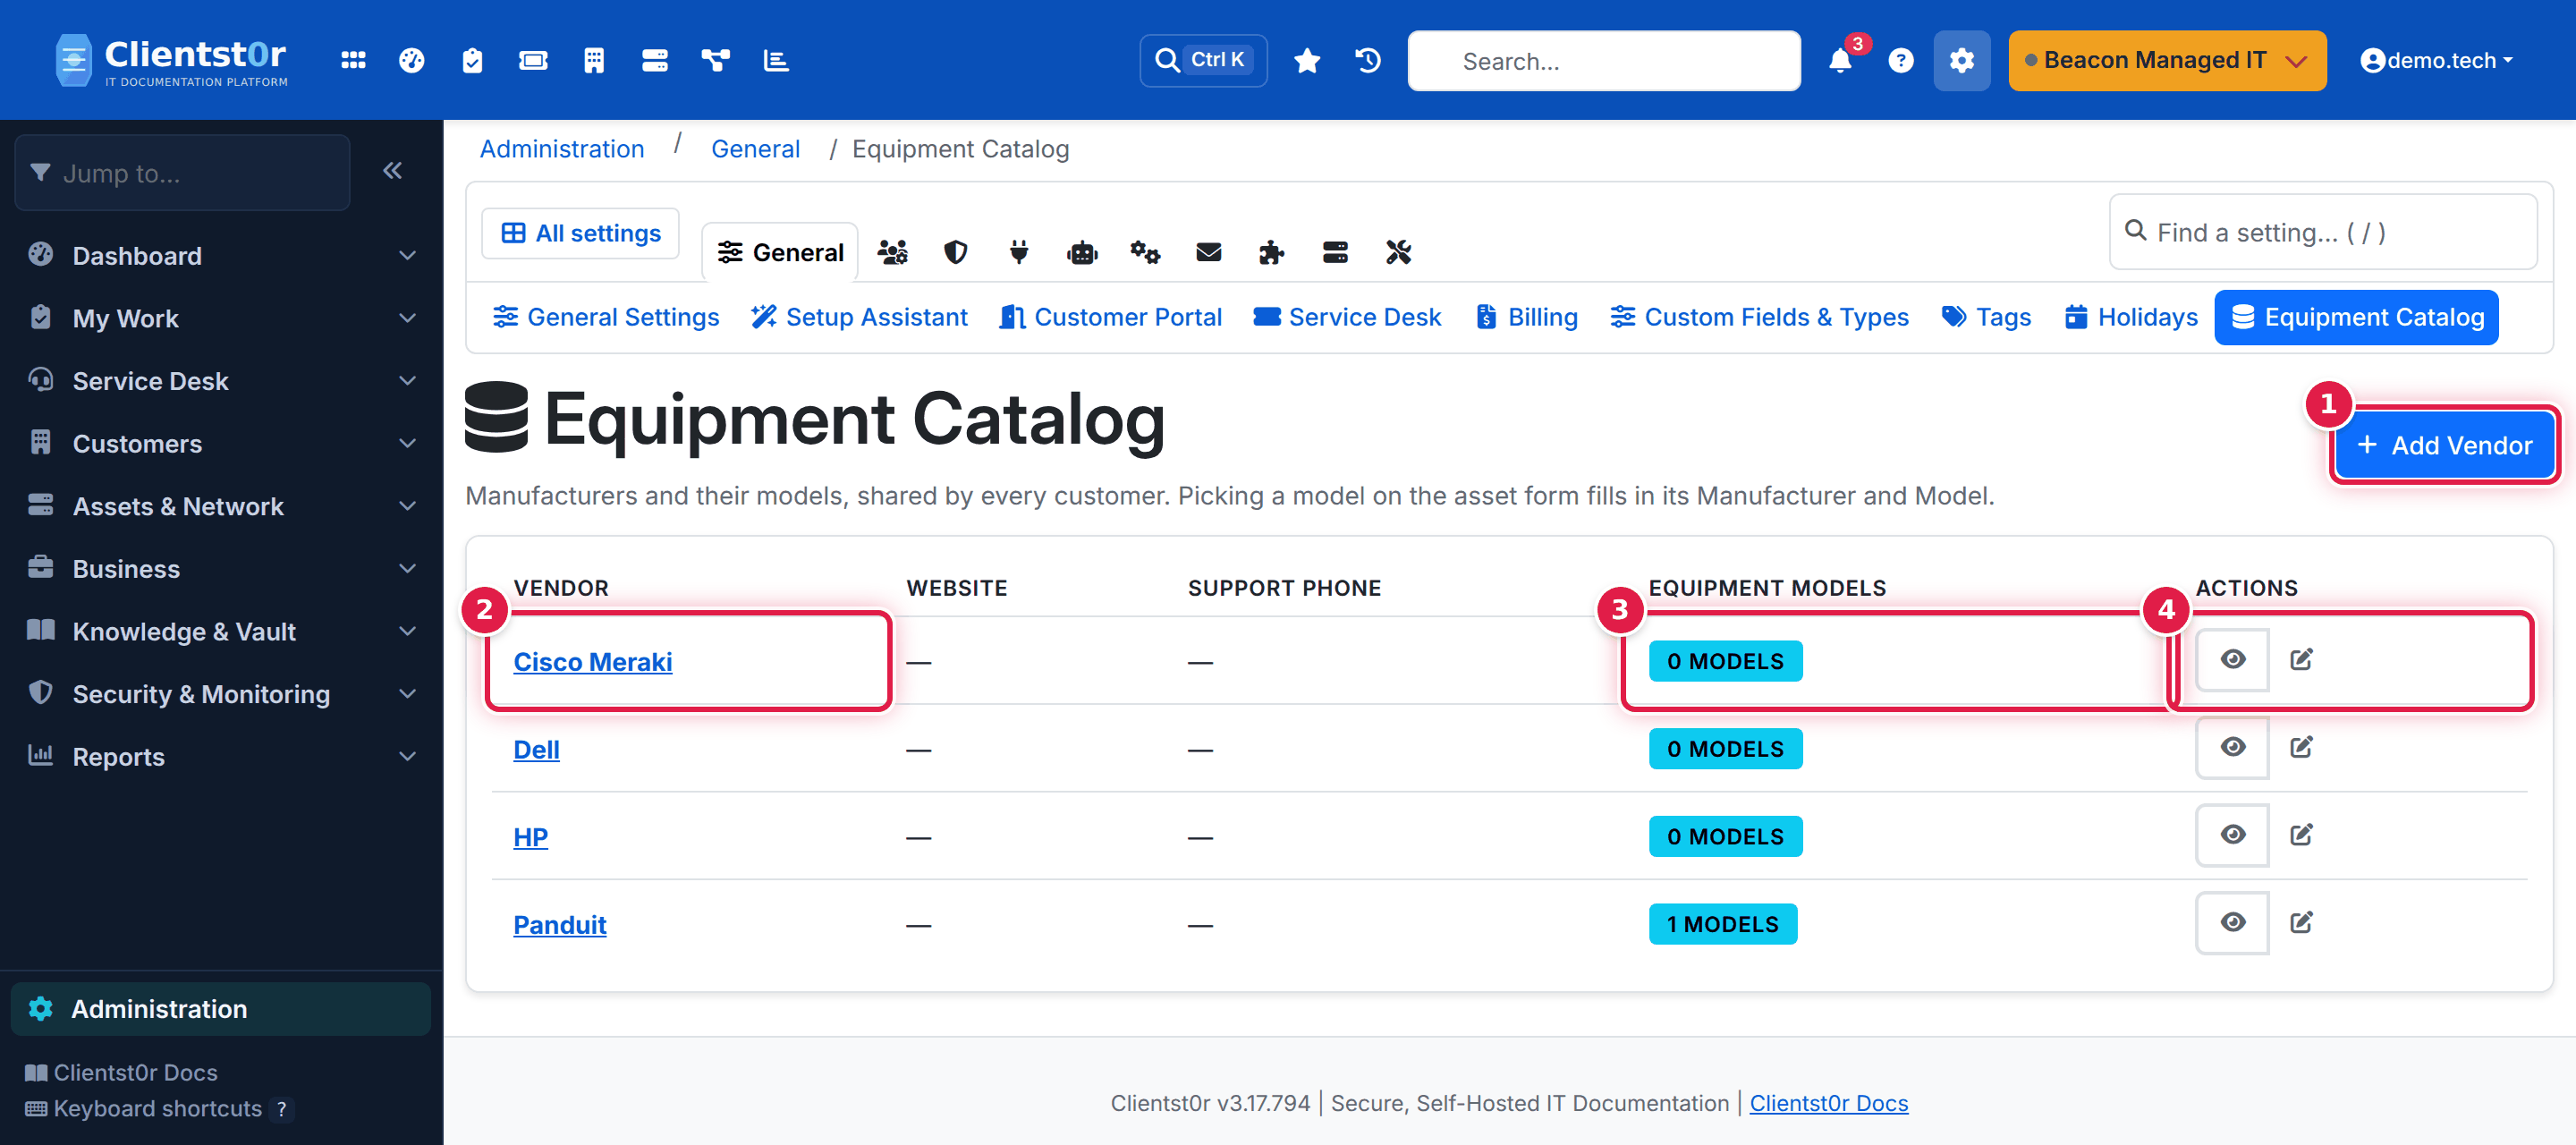 Clientst0r
IT DOCUMENTATION PLATFORM
Ctrl K
Search...
3
?
Beacon Managed IT
demo.tech
Jump to...
Dashboard
My Work
Service Desk
Customers
Assets & Network
Business
Knowledge & Vault
Security & Monitoring
Reports
Administration
Clientst0r Docs
Keyboard shortcuts ?
Administration / General / Equipment Catalog
All settings
General
Find a setting... ( / )
General Settings
Setup Assistant
Customer Portal
Service Desk
Billing
Custom Fields & Types
Tags
Holidays
Equipment Catalog
Equipment Catalog
1
+ Add Vendor
Manufacturers and their models, shared by every customer. Picking a model on the asset form fills in its Manufacturer and Model.
VENDOR WEBSITE SUPPORT PHONE EQUIPMENT MODELS ACTIONS
2 3 4
Cisco Meraki — — 0 MODELS
Dell — — 0 MODELS
HP — — 0 MODELS
Panduit — — 1 MODELS
Clientst0r v3.17.794 | Secure, Self-Hosted IT Documentation | Clientst0r Docs